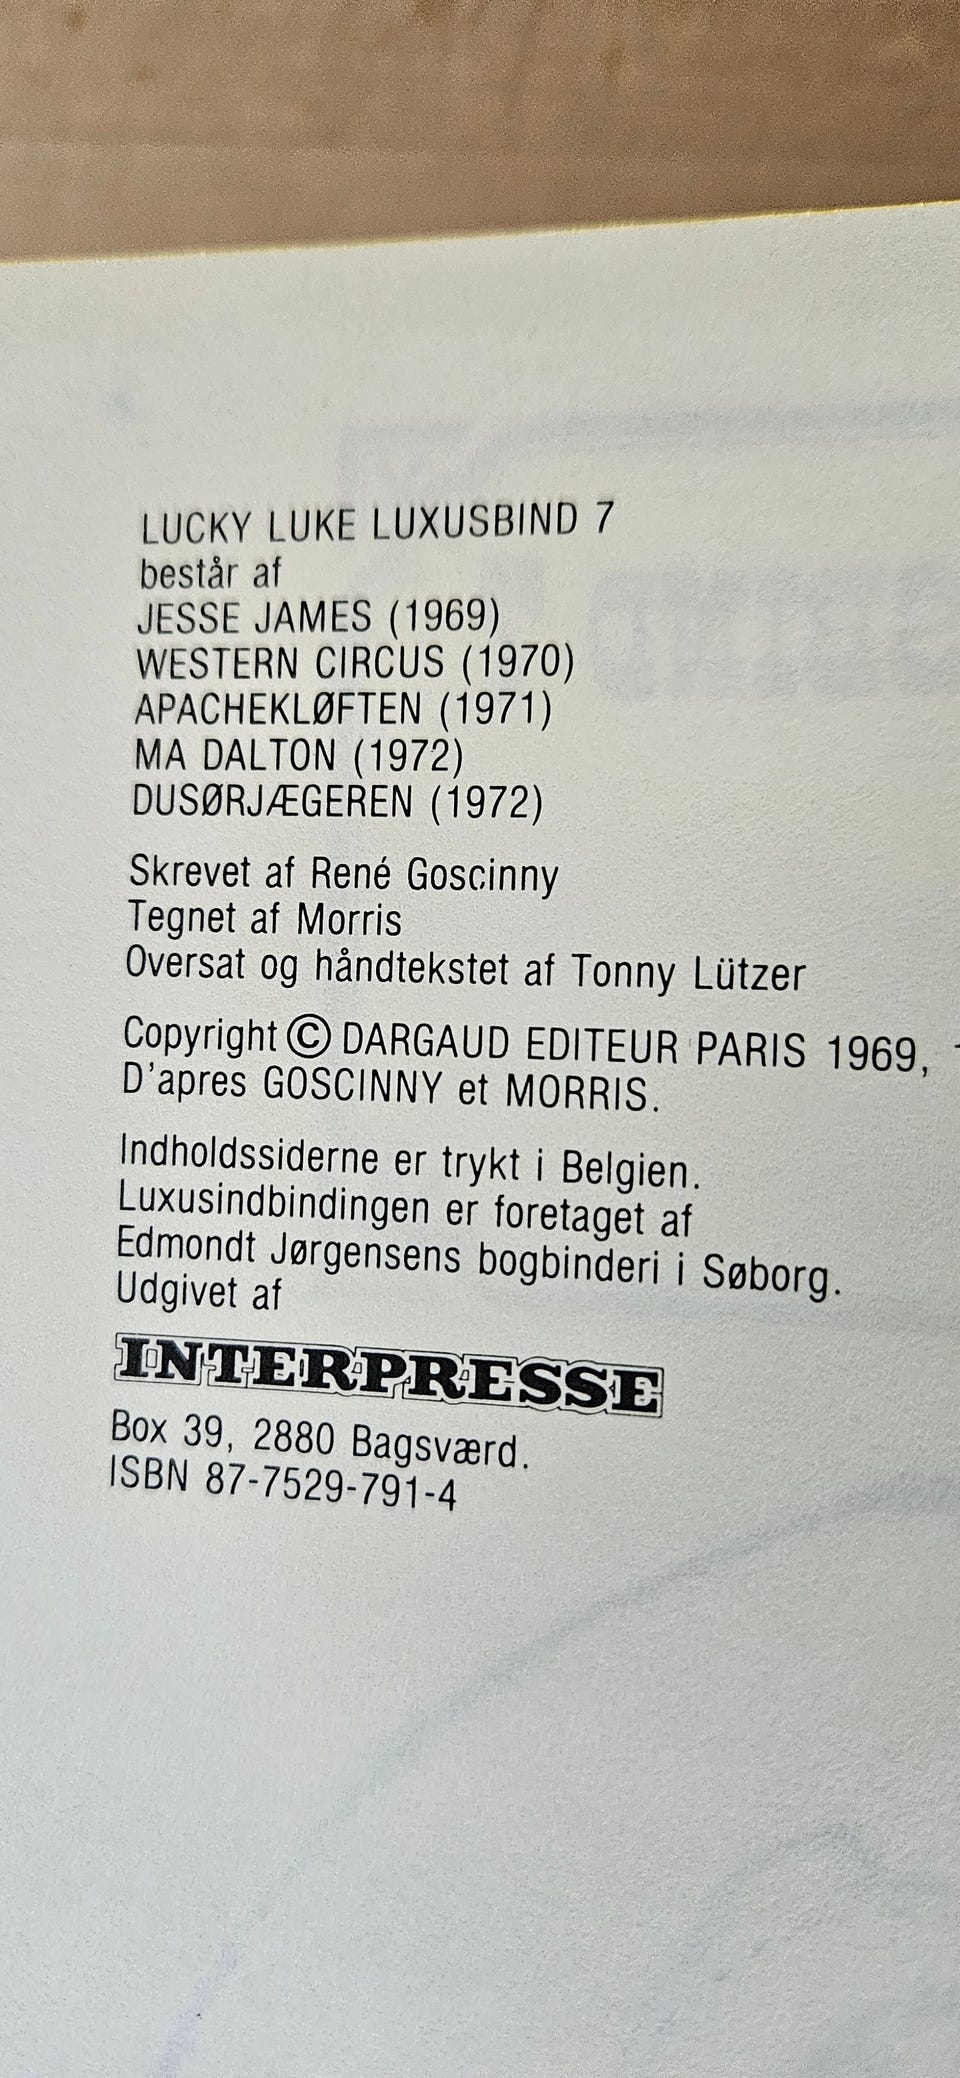 LUCKY LUKE LUXUSBIND 7
består af
JESSE JAMES (1969)
WESTERN CIRCUS (1970)
APACHEKLØFTEN (1971)
MA DALTON (1972)
DUSØRJÆGEREN (1972)
Skrevet af René Goscinny
Tegnet af Morris
Oversat og håndtekstet af Tonny Lützer
Copyright © DARGAUD EDITEUR PARIS 1969,
D'apres GOSCINNY et MORRIS.
Indholdssiderne er trykt i Belgien.
Luxusindbindingen er foretaget af
Edmondt Jørgensens bogbinderi i Søborg.
Udgivet af
INTERPRESSE
Box 39, 2880 Bagsværd.
ISBN 87-7529-791-4